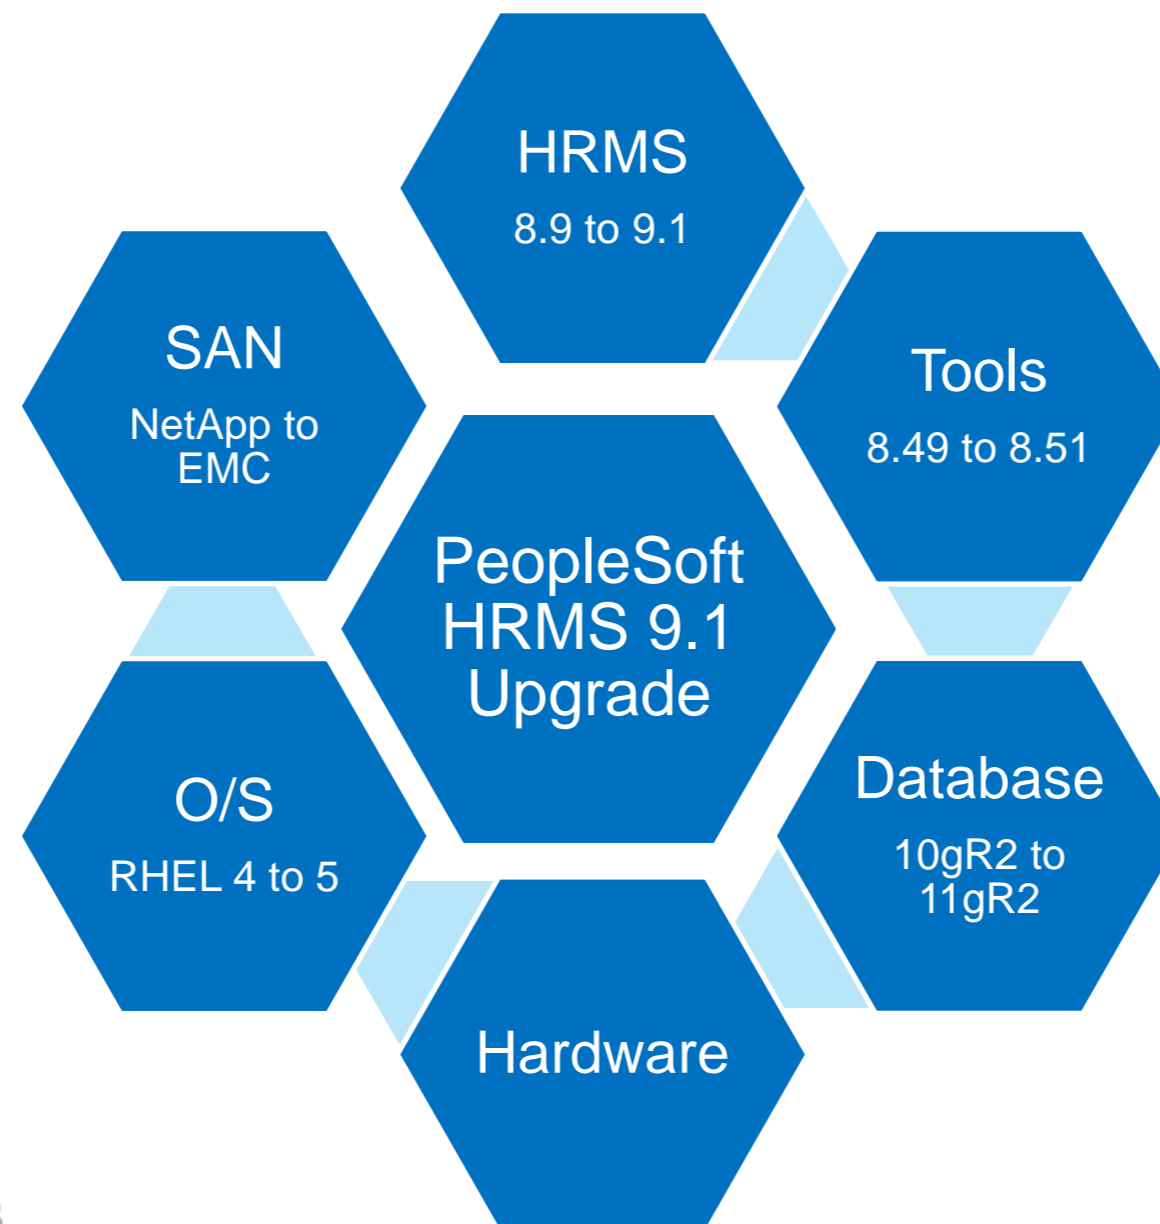 HRMS
8.9 to 9.1
Tools
8.49 to 8.51
Database
10gR2 to
11gR2
Hardware
O/S
RHEL 4 to 5
SAN
NetApp to
EMC
PeopleSoft
HRMS 9.1
Upgrade